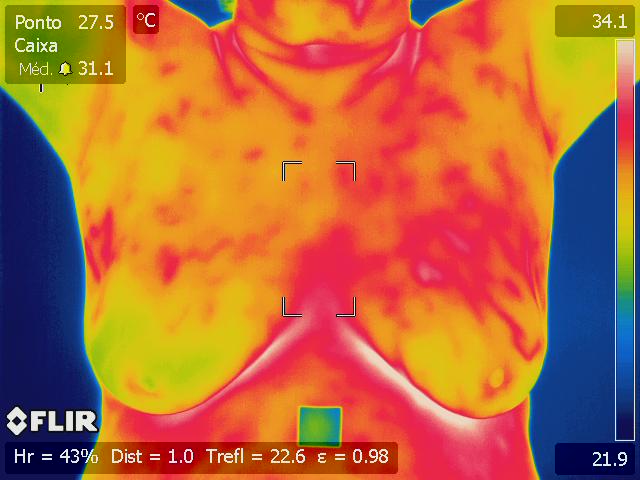 Ponto 27.5 °C
Caixa
Méd. 31.1
34.1
FLIR
Hr = 43% Dist = 1.0 Trefl = 22.6 ε = 0.98
21.9